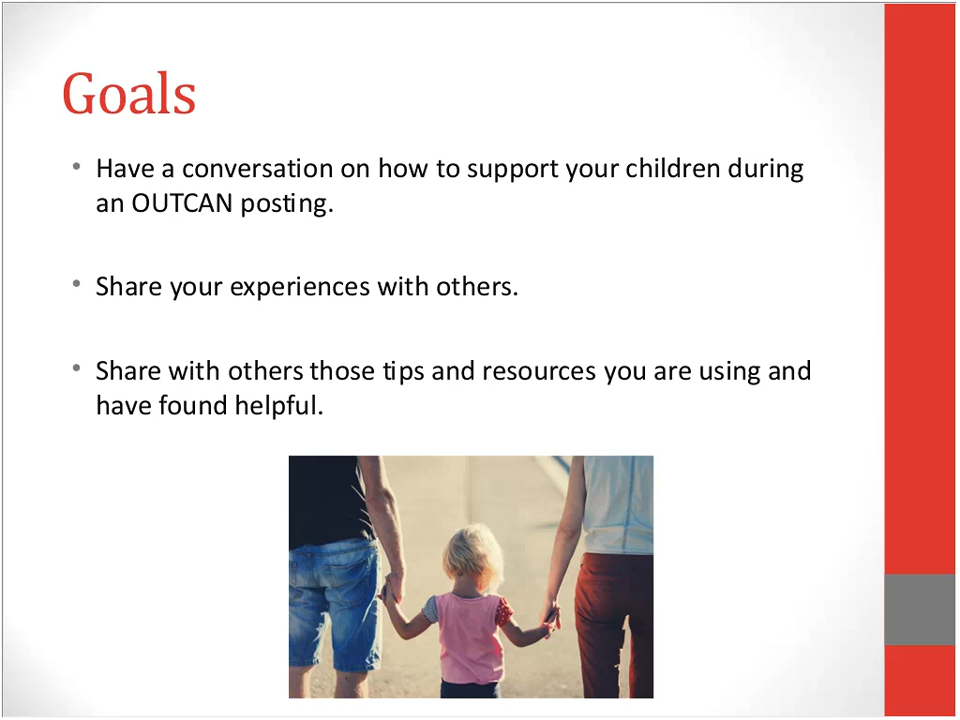 Goals
• Have a conversation on how to support your children during
an OUTCAN posting.
• Share your experiences with others.
• Share with others those tips and resources you are using and
have found helpful.